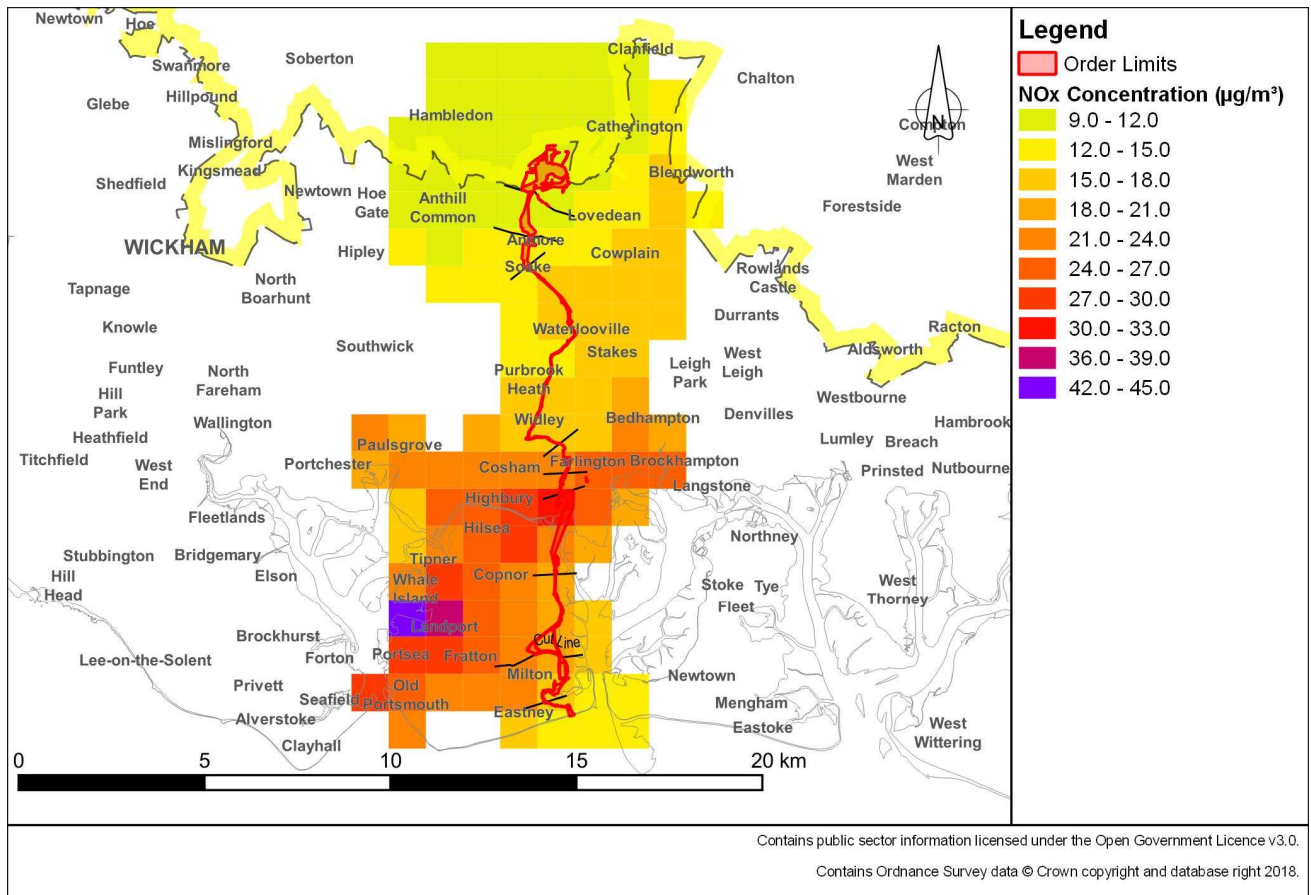 Newtown
Hoe
Swanmore
Soberton
Clanfield
Chalton
Glebe
Hillpound
Hambledon
Catherington
Compton
Mislingford
Kingsmead
West
Marden
Shedfield
Newtown
Hoe
Gate
Anthill
Common
Blendworth
Forestside
Lovedean
WICKHAM
Hipley
Anmore
Cowplain
Soake
Rowlands
Castle
North
Boarhunt
Tapnage
Durrants
Knowle
Waterlooville
Racton
Southwick
Stakes
Aldsworth
Funtley
North
Fareham
Purbrook
Heath
Leigh
Park
West
Leigh
Hill
Park
Westbourne
Wallington
Widley
Bedhampton
Denvilles
Hambrook
Heathfield
Paulsgrove
Lumley
Breach
Titchfield
West
End
Portchester
Cosham
Farlington
Brockhampton
Prinsted
Nutbourne
Langstone
Highbury
Fleetlands
Hilsea
Northney
Stubbington
Bridgemary
Tipner
Hill
Head
Elson
Whale
Island
Copnor
Stoke
Tye
Fleet
West
Thorney
Brockhurst
Landport
Cut Line
Lee-on-the-Solent
Forton
Portsea
Fratton
Milton
Newtown
Privett
Seafield
Old
Portsmouth
Mengham
Alverstoke
Eastney
Eastoke
West
Wittering
Clayhall
0 5 10 15 20 km
N
Legend
Order Limits
NOx Concentration (µg/m³)
9.0 - 12.0
12.0 - 15.0
15.0 - 18.0
18.0 - 21.0
21.0 - 24.0
24.0 - 27.0
27.0 - 30.0
30.0 - 33.0
36.0 - 39.0
42.0 - 45.0
Contains public sector information licensed under the Open Government Licence v3.0.
Contains Ordnance Survey data © Crown copyright and database right 2018.